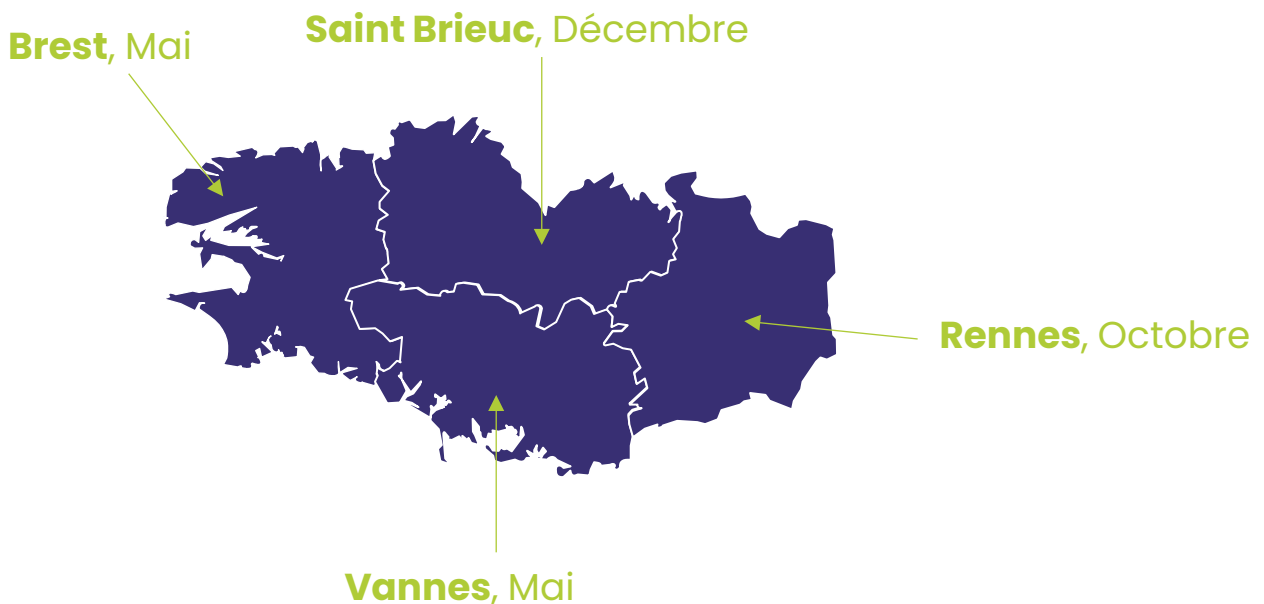 Saint Brieuc, Décembre
Brest, Mai
Rennes, Octobre
Vannes, Mai